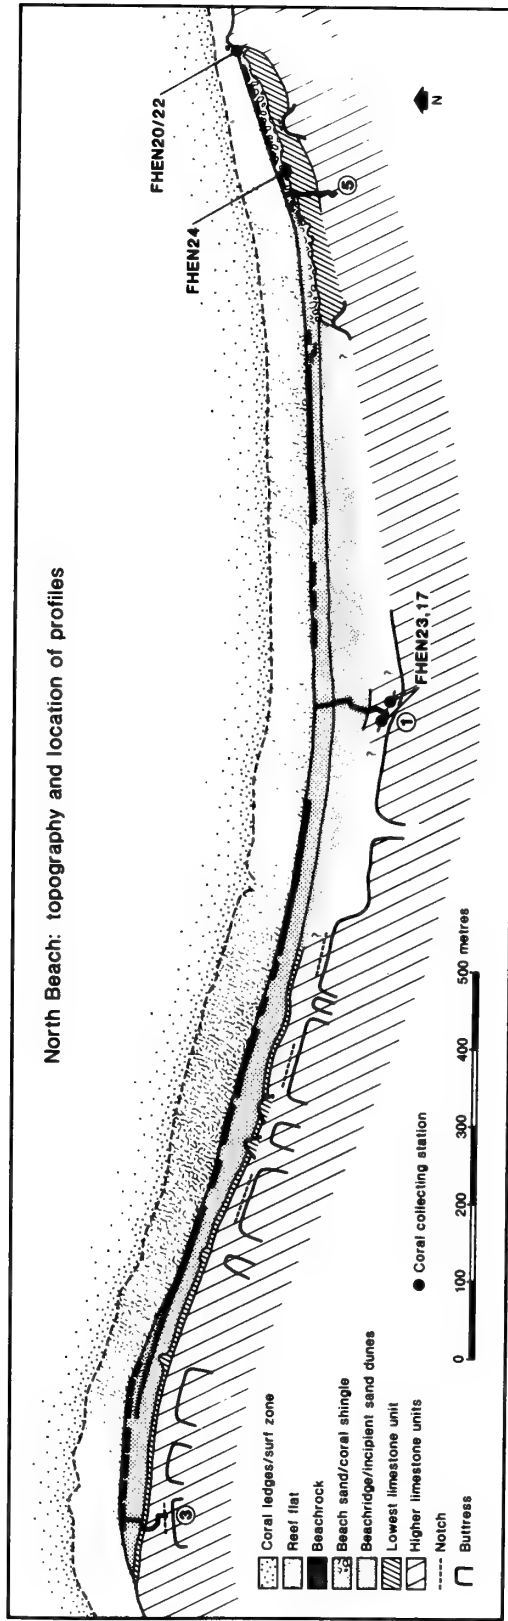 North Beach: topography and location of profiles
FHEN20/22
FHEN24
N
5
FHEN23,17
1
3
Coral ledges/surf zone
Reef flat
Beachrock
Beach sand/coral shingle
Beachridge/incipient sand dunes
Lowest limestone unit
Higher limestone units
Notch
Buttress
Coral collecting station
0 100 200 300 400 500 metres
?
?
?
?